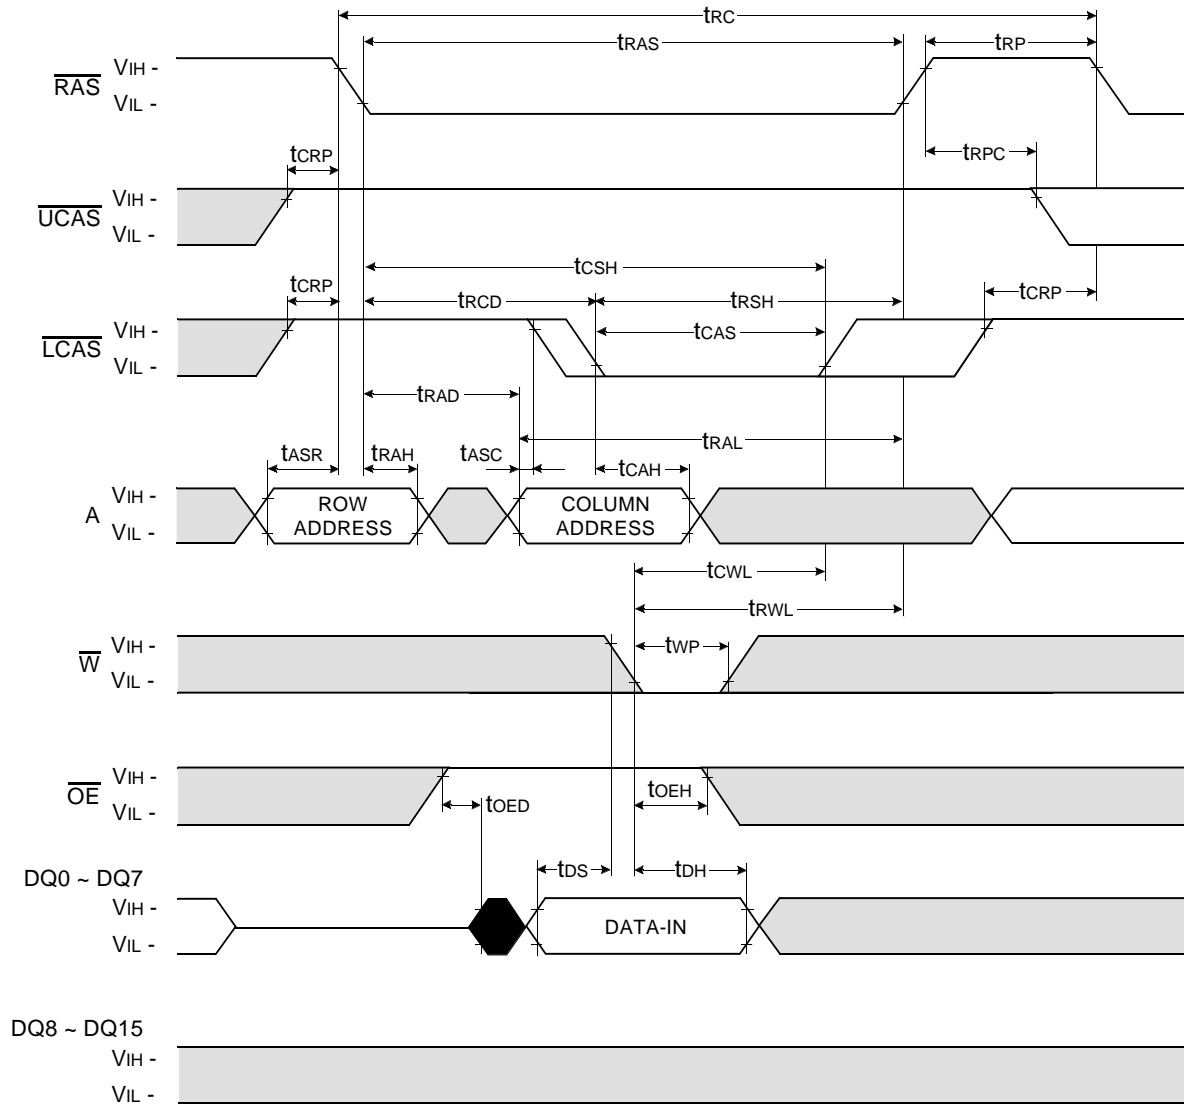 tRC
tRAS
tRP
RAS
VIH -
VIL -
tCRP
tRPC
UCAS
VIH -
VIL -
tCSH
tCRP
tRCD
tRSH
tCRP
LCAS
VIH -
VIL -
tCAS
tRAD
tRAL
tASR
tRAH
tASC
tCAH
A
VIH -
VIL -
ROW
ADDRESS
COLUMN
ADDRESS
tCWL
tRWL
W
VIH -
VIL -
tWP
OE
VIH -
VIL -
tOED
tOEH
tDS
tDH
DQ0 ~ DQ7
VIH -
VIL -
DATA-IN
DQ8 ~ DQ15
VIH -
VIL -